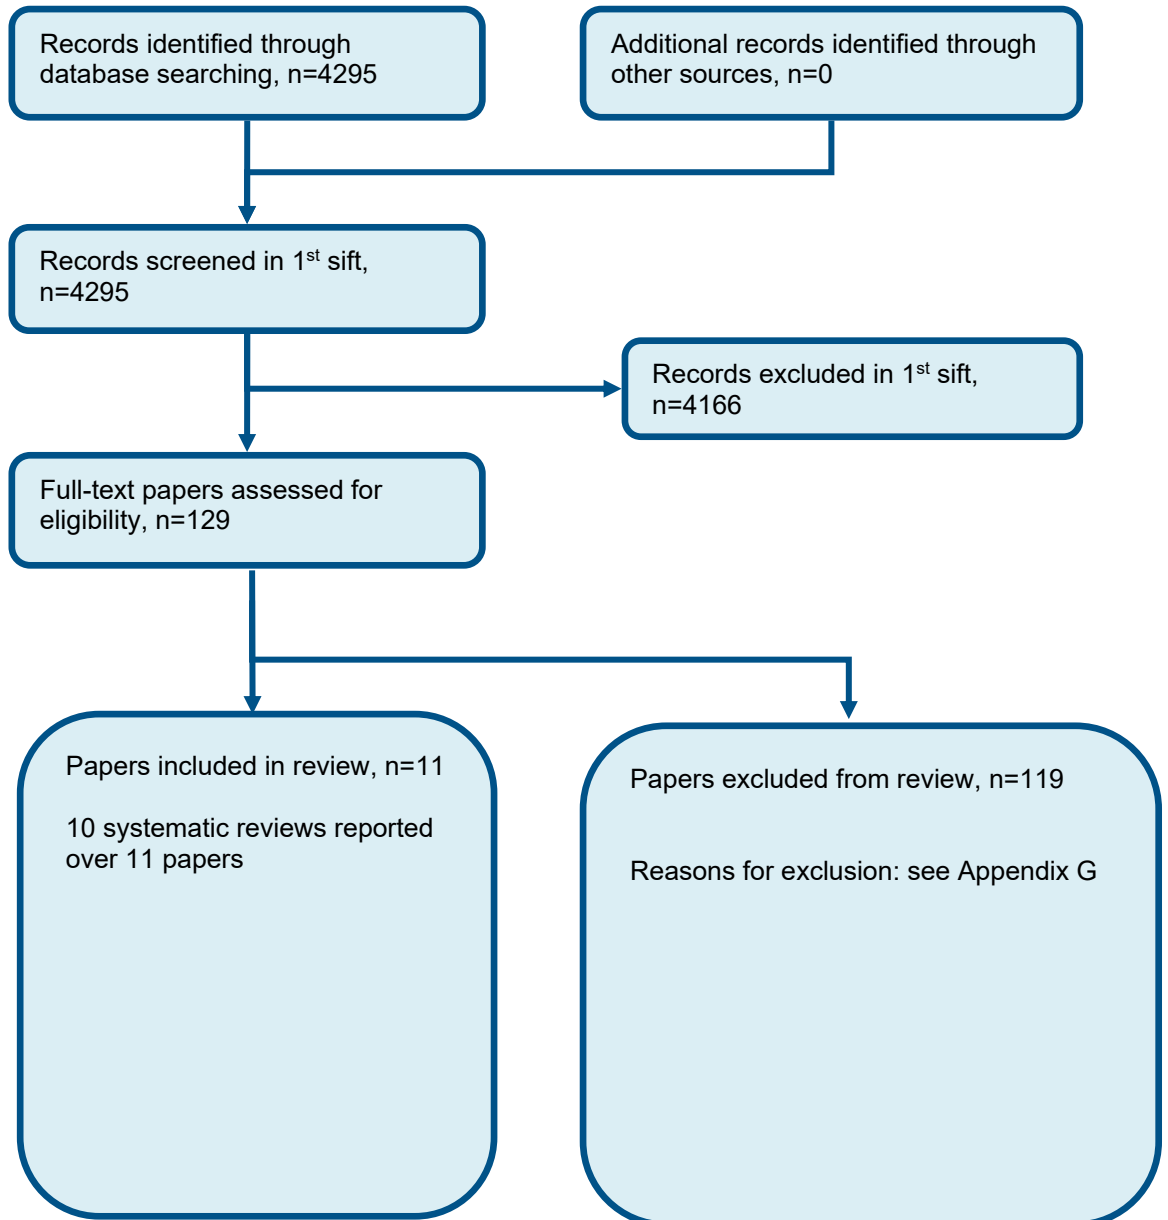 Records identified through
database searching, n=4295
Additional records identified through
other sources, n=0
Records screened in 1st sift,
n=4295
Records excluded in 1st sift,
n=4166
Full-text papers assessed for
eligibility, n=129
Papers included in review, n=11
10 systematic reviews reported
over 11 papers
Papers excluded from review, n=119
Reasons for exclusion: see Appendix G